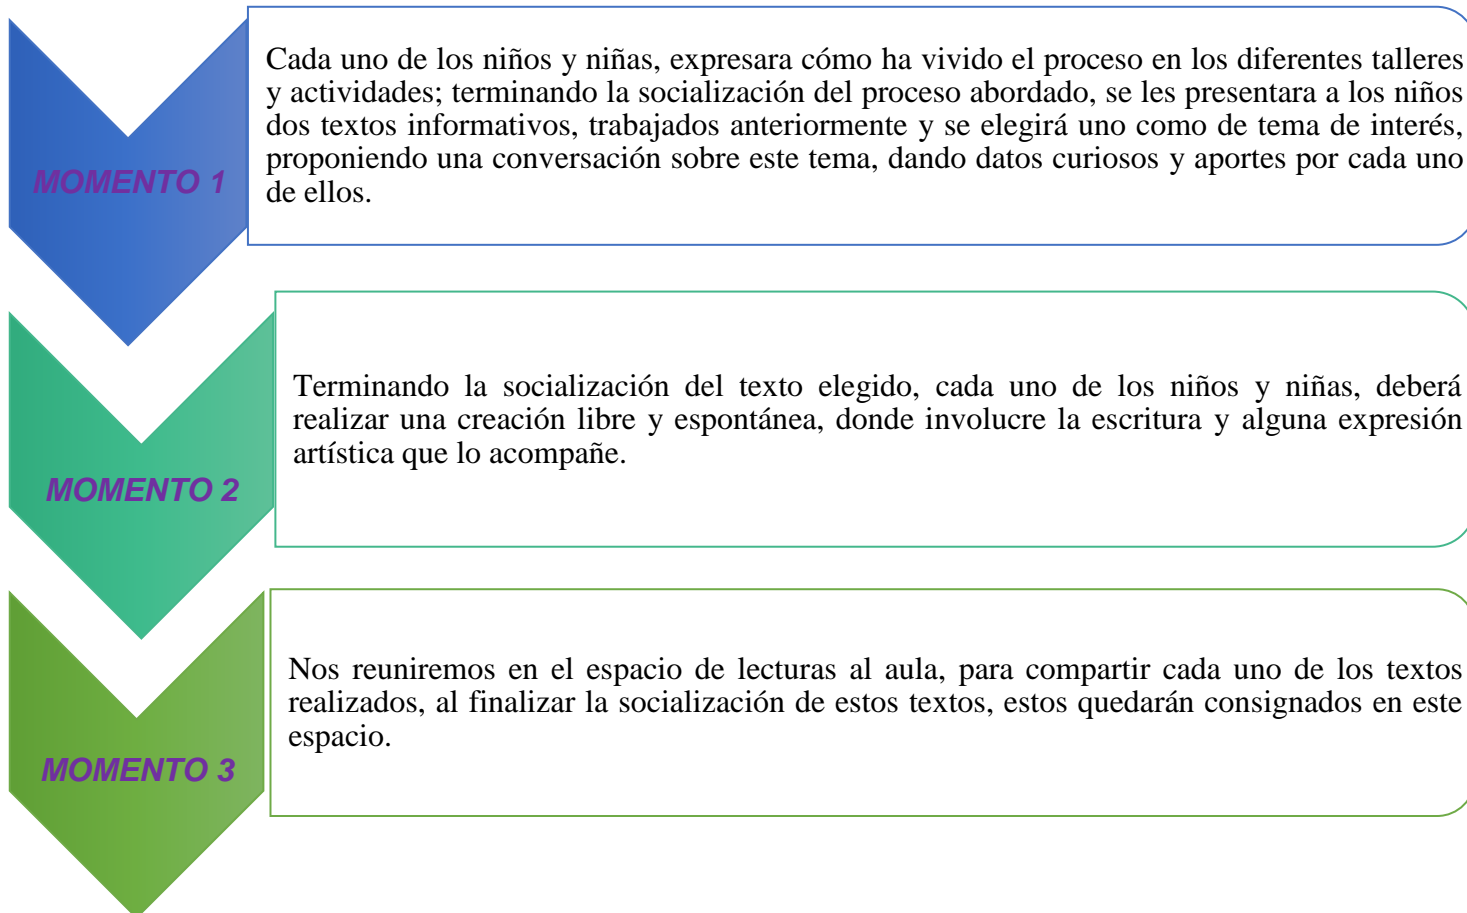 MOMENTO 1
Cada uno de los niños y niñas, expresara cómo ha vivido el proceso en los diferentes talleres
y actividades; terminando la socialización del proceso abordado, se les presentara a los niños
dos textos informativos, trabajados anteriormente y se elegirá uno como de tema de interés,
proponiendo una conversación sobre este tema, dando datos curiosos y aportes por cada uno
de ellos.
MOMENTO 2
Terminando la socialización del texto elegido, cada uno de los niños y niñas, deberá
realizar una creación libre y espontánea, donde involucre la escritura y alguna expresión
artística que lo acompañe.
MOMENTO 3
Nos reuniremos en el espacio de lecturas al aula, para compartir cada uno de los textos
realizados, al finalizar la socialización de estos textos, estos quedarán consignados en este
espacio.